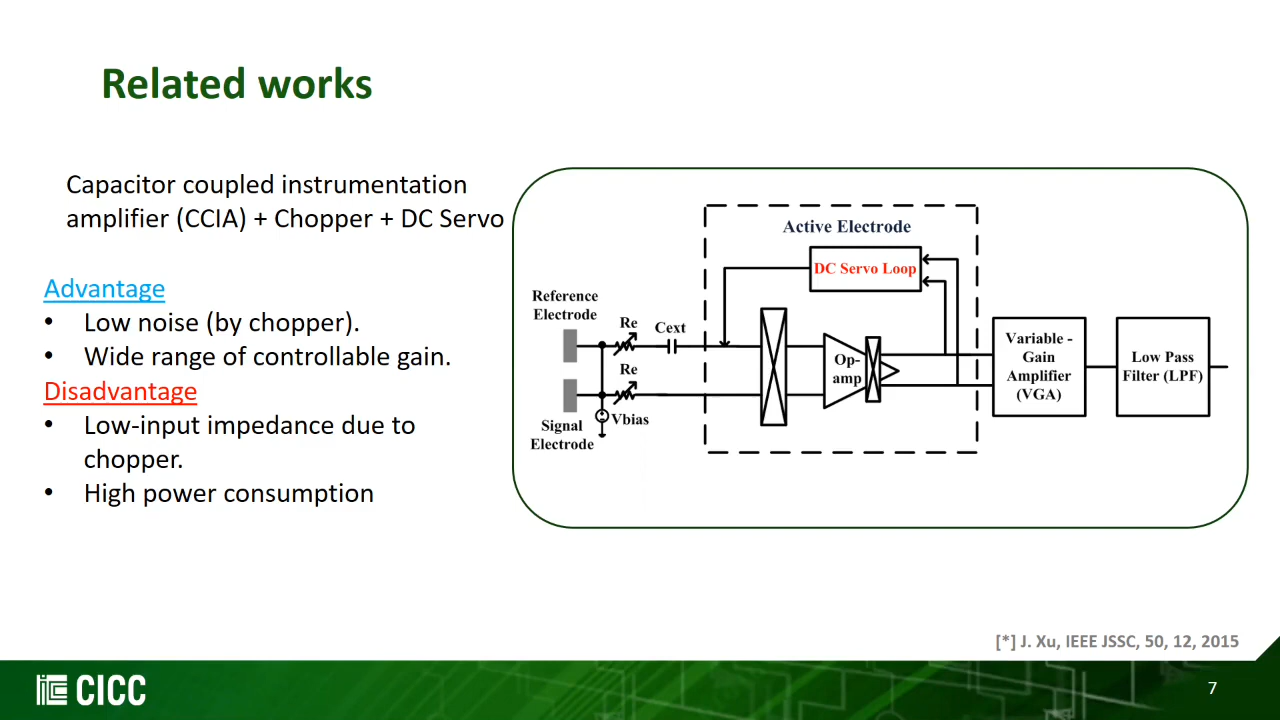 Related works
Capacitor coupled instrumentation
amplifier (CCIA) + Chopper + DC Servo
Advantage
• Low noise (by chopper).
• Wide range of controllable gain.
Disadvantage
• Low-input impedance due to
chopper.
• High power consumption
Active Electrode
DC Servo Loop
Reference
Electrode
Re
Cext
Re
Vbias
Signal
Electrode
Op-
amp
Variable -
Gain
Amplifier
(VGA)
Low Pass
Filter (LPF)
[*] J. Xu, IEEE JSSC, 50, 12, 2015
CICC
7